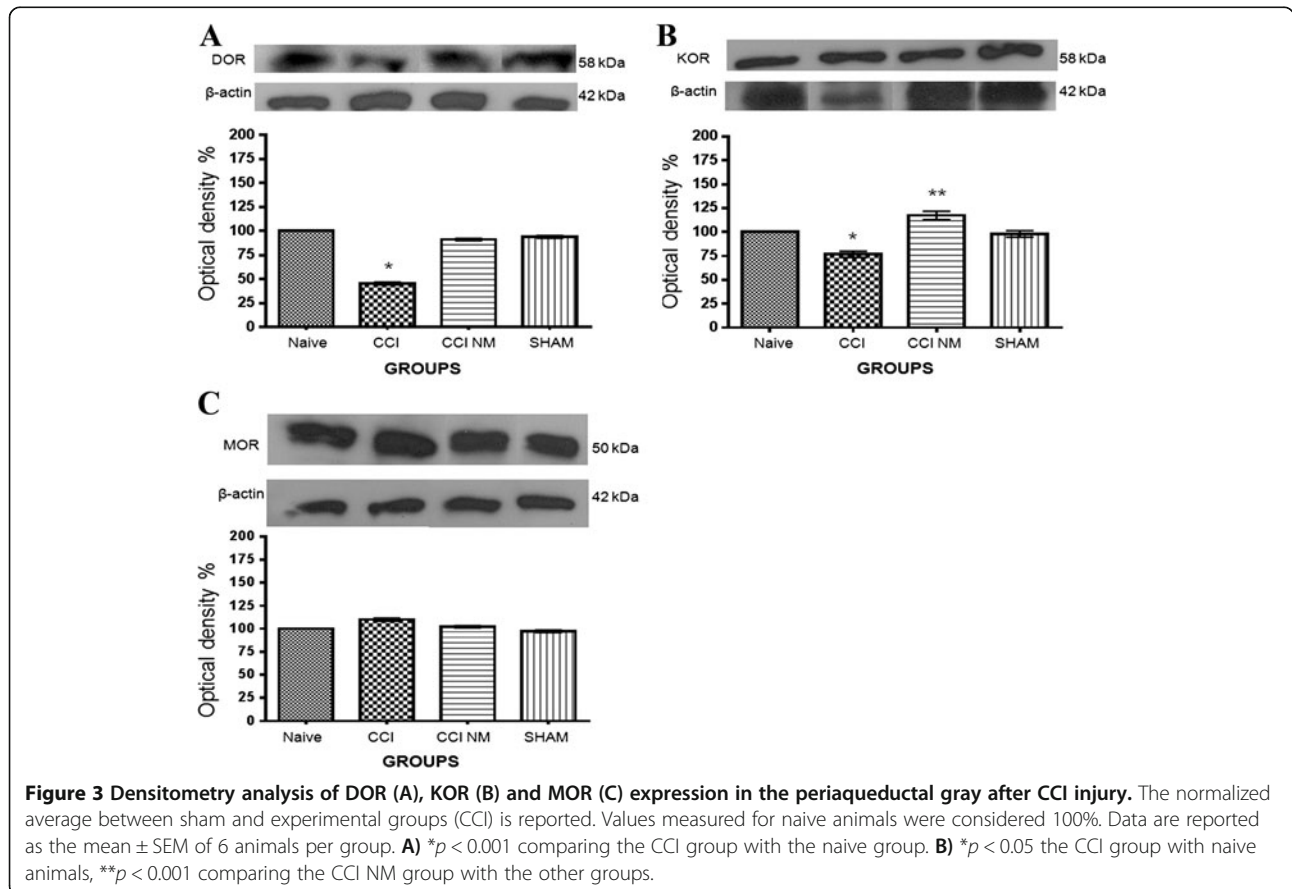 A
DOR
58 kDa
β-actin
42 kDa
200
175
150
125
100
75
50
25
0
Optical density %
*
Naive CCI CCI NM SHAM
GROUPS
B
KOR
58 kDa
β-actin
42 kDa
200
175
150
125
100
75
50
25
0
Optical density %
*
**
Naive CCI CCI NM SHAM
GROUPS
C
MOR
50 kDa
β-actin
42 kDa
200
175
150
125
100
75
50
25
0
Optical density %
Naive CCI CCI NM SHAM
GROUPS
Figure 3 Densitometry analysis of DOR (A), KOR (B) and MOR (C) expression in the periaqueductal gray after CCI injury. The normalized
average between sham and experimental groups (CCI) is reported. Values measured for naive animals were considered 100%. Data are reported
as the mean ± SEM of 6 animals per group. A) *p < 0.001 comparing the CCI group with the naive group. B) *p < 0.05 the CCI group with naive
animals, **p < 0.001 comparing the CCI NM group with the other groups.